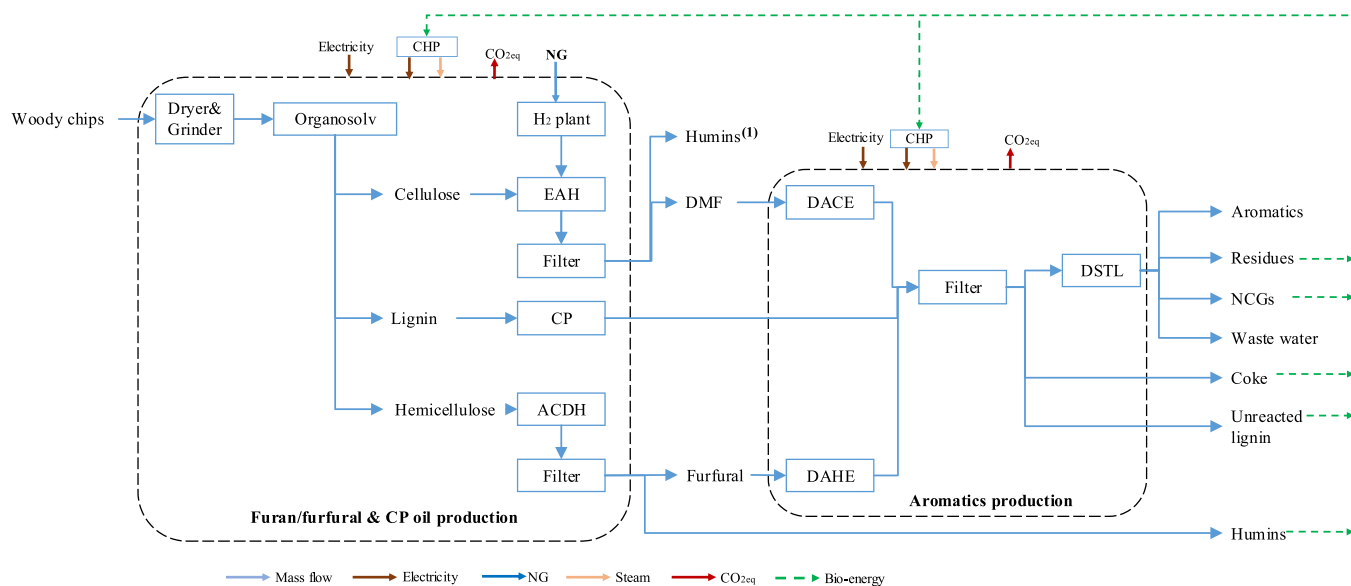 Electricity
CHP
CO2eq
NG
Woody chips
Dryer&
Grinder
Organosolv
H2 plant
Humins(1)
Electricity
CHP
CO2eq
Cellulose
EAH
DMF
DACE
Aromatics
Filter
Residues
DSTL
Filter
NCGs
Lignin
CP
Waste water
Coke
Hemicellulose
ACDH
Unreacted
lignin
Filter
Furfural
DAHE
Aromatics production
Furan/furfural & CP oil production
Humins
Mass flow
Electricity
NG
Steam
CO2eq
Bio-energy